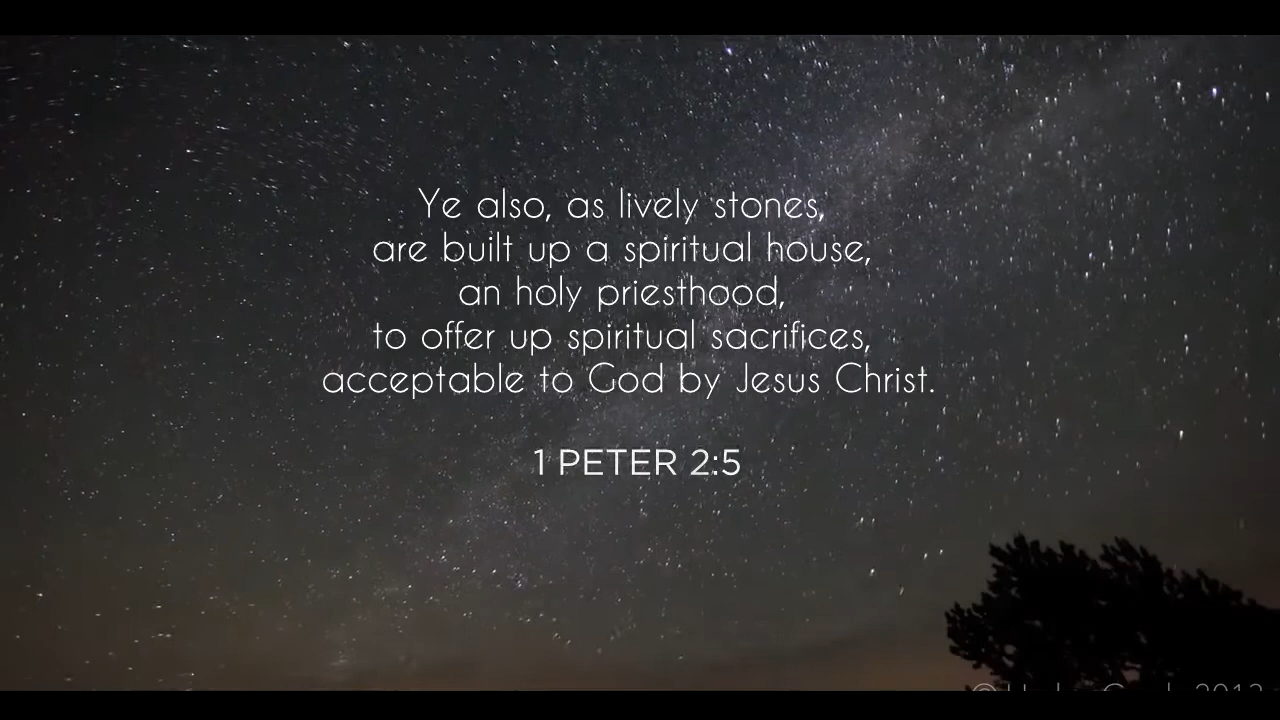 Ye also, as lively stones,
are built up a spiritual house,
an holy priesthood,
to offer up spiritual sacrifices,
acceptable to God by Jesus Christ.
1 PETER 2:5
© 2013